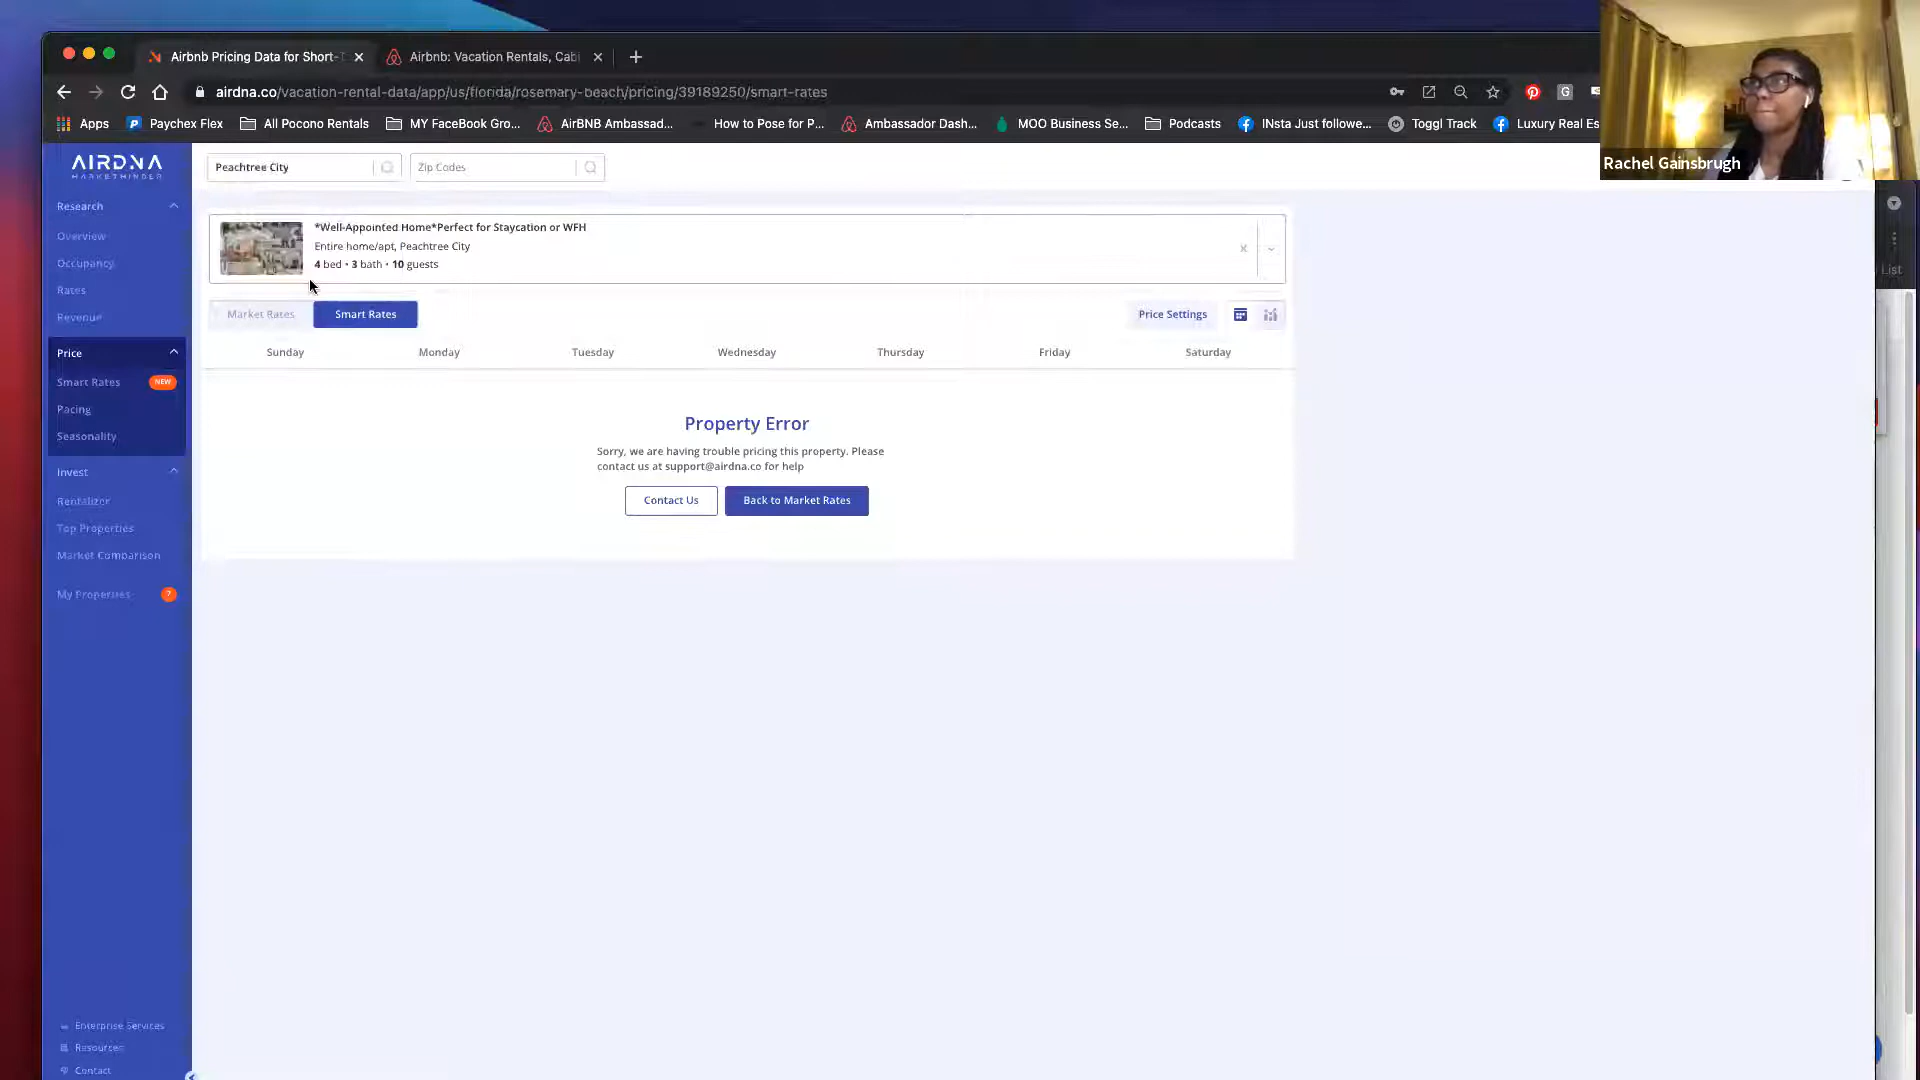 Airbnb Pricing Data for Short-T
Airbnb: Vacation Rentals, Cabi
airdna.co/vacation-rental-data/app/us/florida/rosemary-beach/pricing/39189250/smart-rates
Apps
Paychex Flex
All Pocono Rentals
MY FaceBook Gro...
AirBNB Ambassad...
How to Pose for P...
Ambassador Dash...
MOO Business Se...
Podcasts
INsta Just followe...
Toggl Track
Luxury Real Es
Rachel Gainsbrugh
AIRDNA
MARKETMINDER
Peachtree City
Zip Codes
Research
Overview
Occupancy
Rates
Revenue
Price
Smart Rates NEW
Pacing
Seasonality
Invest
Rentalizer
Top Properties
Market Comparison
My Properties ?
Enterprise Services
Resources
Contact
*Well-Appointed Home*Perfect for Staycation or WFH
Entire home/apt, Peachtree City
4 bed • 3 bath • 10 guests
Market Rates
Smart Rates
Price Settings
Sunday Monday Tuesday Wednesday Thursday Friday Saturday
Property Error
Sorry, we are having trouble pricing this property. Please
contact us at support@airdna.co for help
Contact Us
Back to Market Rates
List